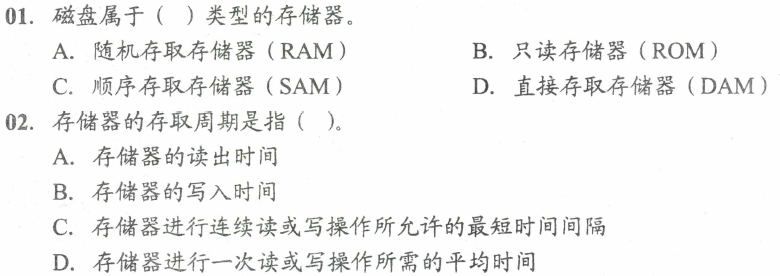 01. 磁盘属于（ ）类型的存储器。
A. 随机存取存储器（RAM） B. 只读存储器（ROM）
C. 顺序存取存储器（SAM） D. 直接存取存储器（DAM）
02. 存储器的存取周期是指（ ）。
A. 存储器的读出时间
B. 存储器的写入时间
C. 存储器进行连续读或写操作所允许的最短时间间隔
D. 存储器进行一次读或写操作所需的平均时间